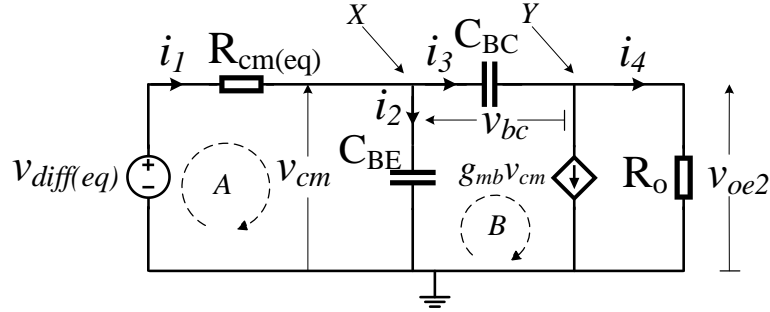 X
Y
i1
Rcm(eq)
i3
CBC
i4
i2
vbc
vdiff(eq)
+
−
A
vcm
CBE
gmbvcm
B
Ro
voe2